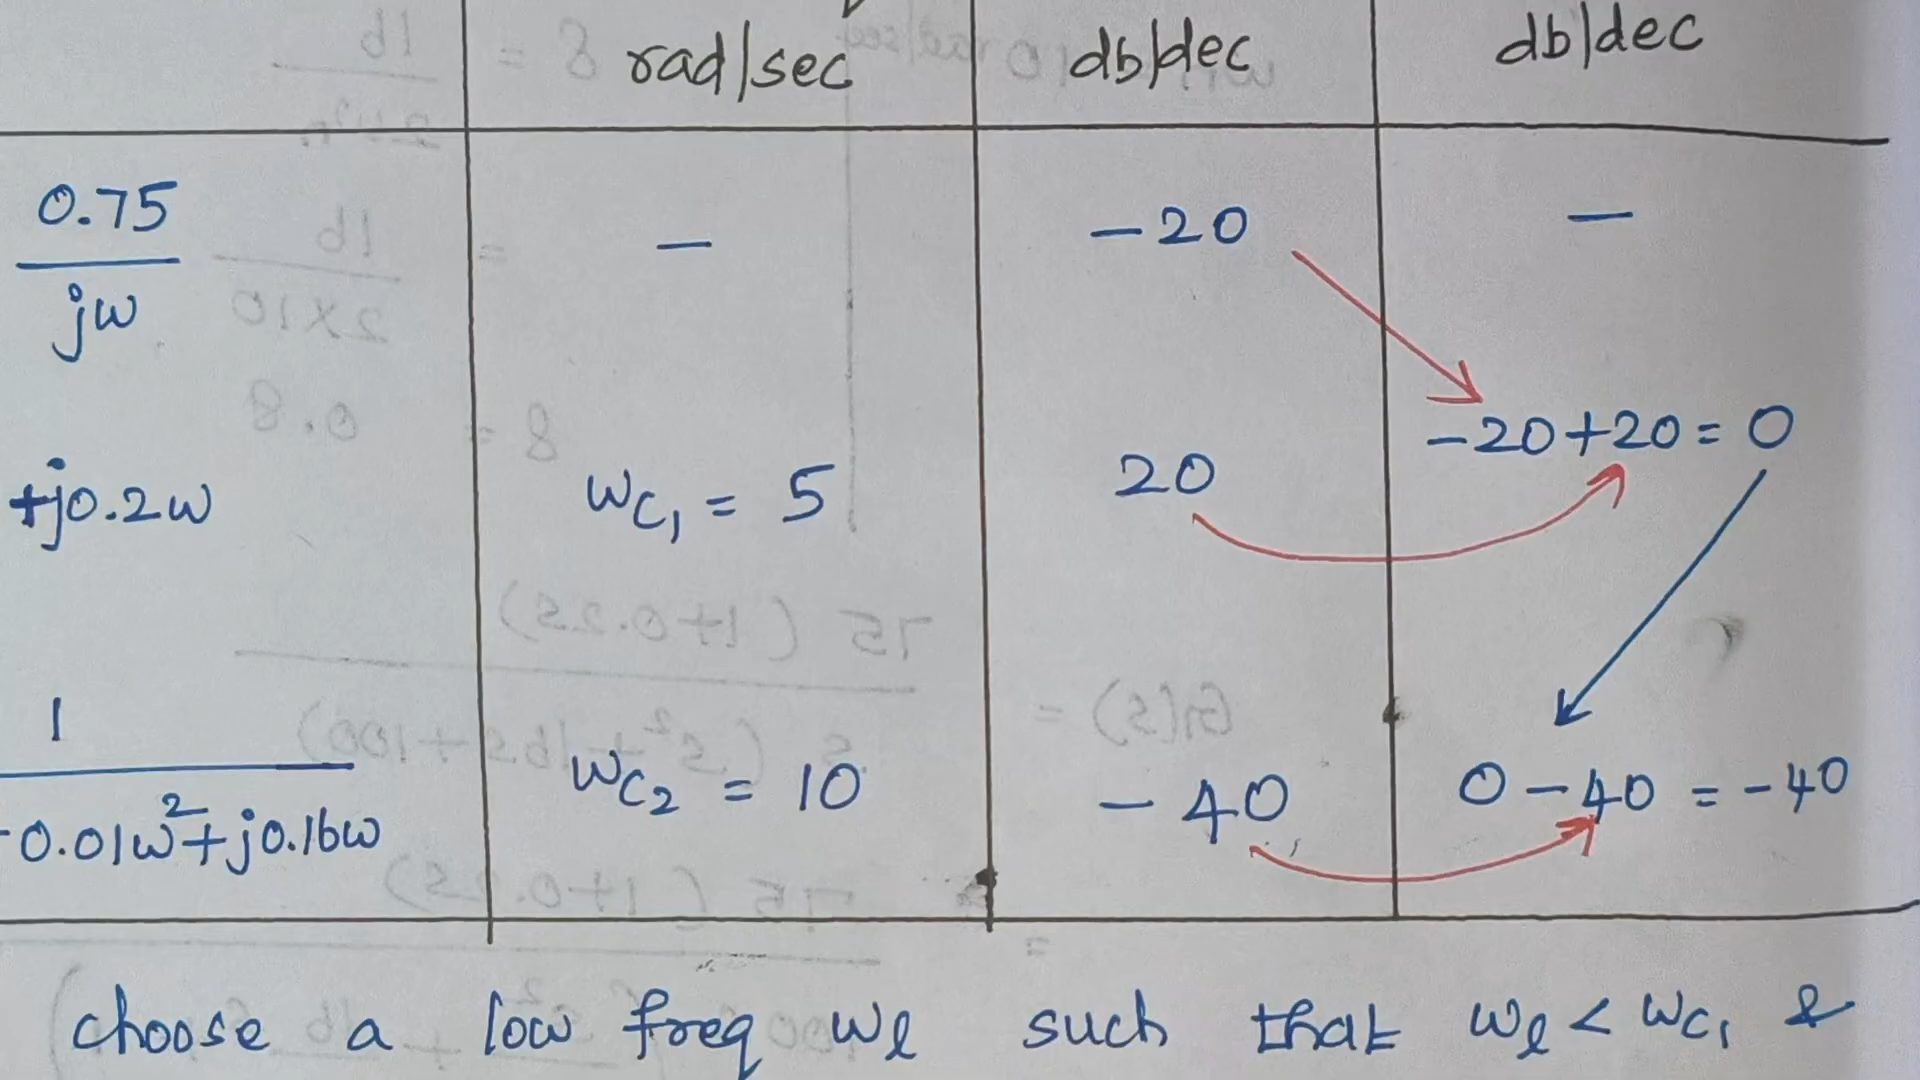 rad/sec db/dec db/dec
0.75
jω - -20 -
-20+20 = 0
+j0.2ω ωc₁ = 5 20
1
-0.01ω²+j0.16ω ωc₂ = 10 -40 0-40 = -40
choose a low freq ωl such that ωl < ωc₁ &